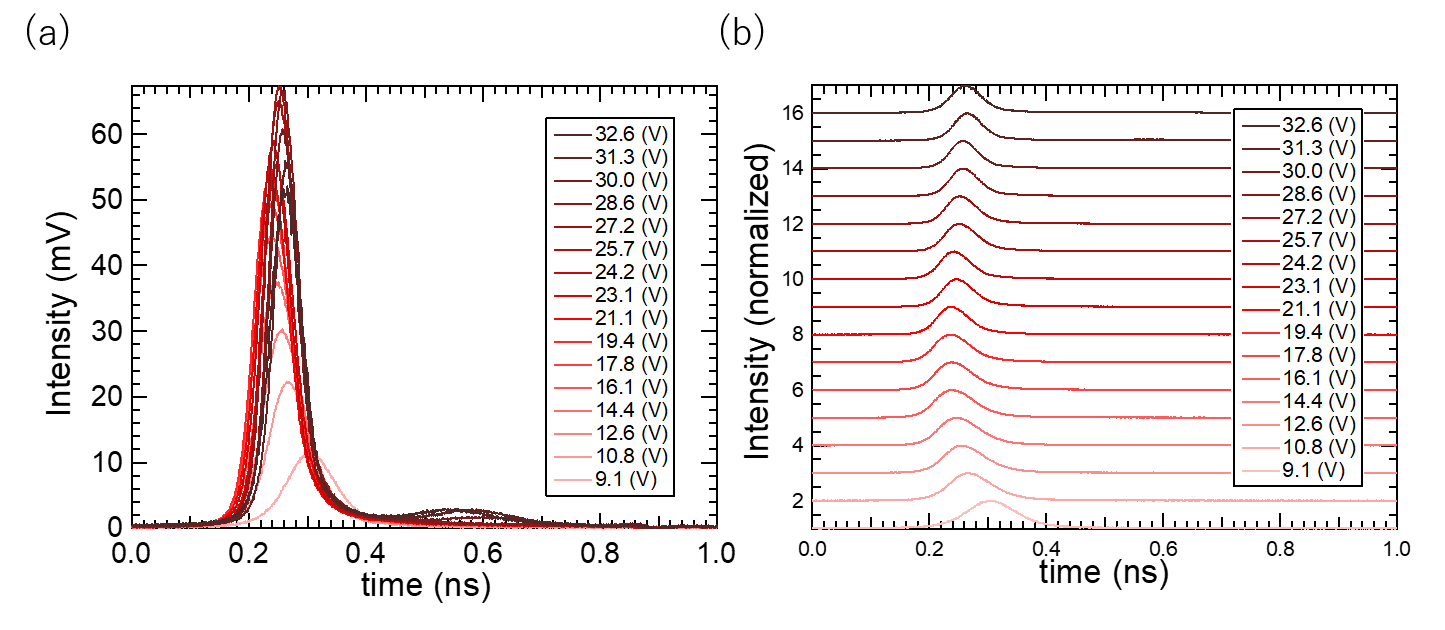 (a)
Intensity (mV)
60
50
40
30
20
10
0
0.0 0.2 0.4 0.6 0.8 1.0
time (ns)
32.6 (V)
31.3 (V)
30.0 (V)
28.6 (V)
27.2 (V)
25.7 (V)
24.2 (V)
23.1 (V)
21.1 (V)
19.4 (V)
17.8 (V)
16.1 (V)
14.4 (V)
12.6 (V)
10.8 (V)
9.1 (V)
(b)
Intensity (normalized)
16
14
12
10
8
6
4
2
0.0 0.2 0.4 0.6 0.8 1.0
time (ns)
32.6 (V)
31.3 (V)
30.0 (V)
28.6 (V)
27.2 (V)
25.7 (V)
24.2 (V)
23.1 (V)
21.1 (V)
19.4 (V)
17.8 (V)
16.1 (V)
14.4 (V)
12.6 (V)
10.8 (V)
9.1 (V)